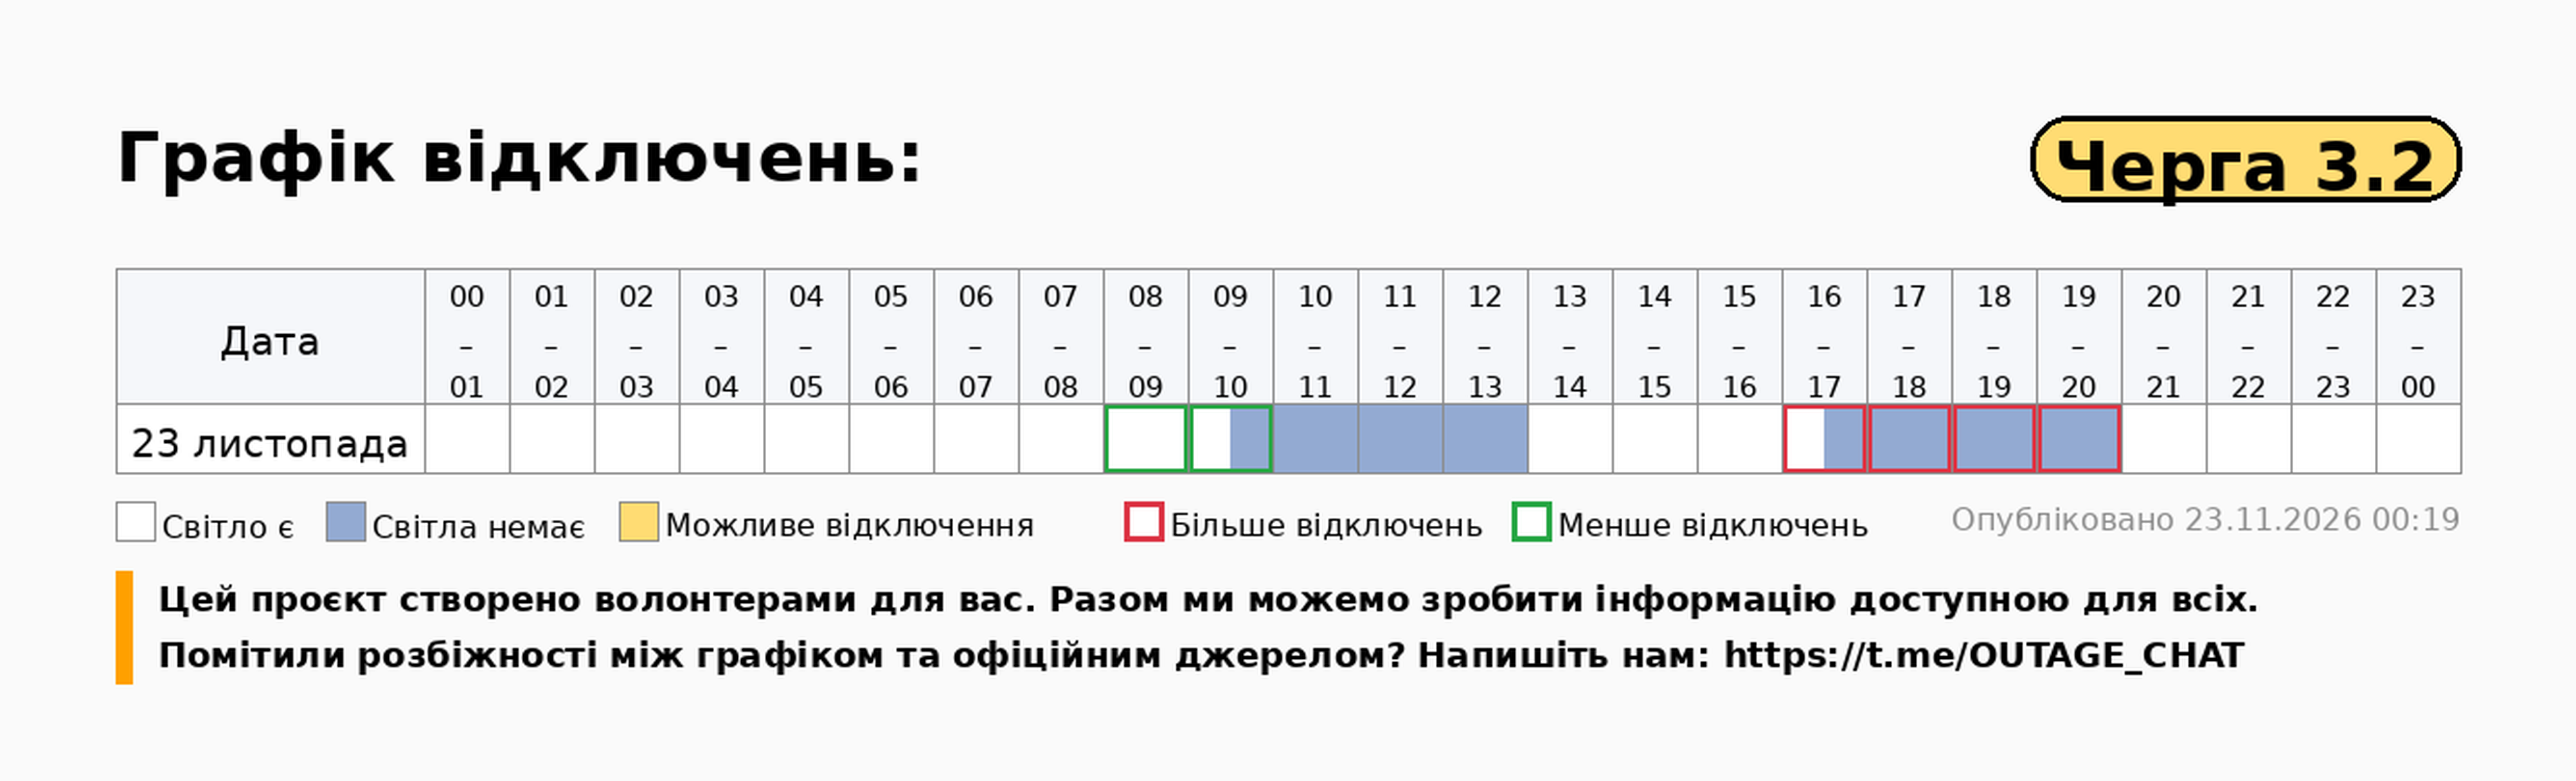 Графік відключень:
Черга 3.2
Дата
00 – 01
01 – 02
02 – 03
03 – 04
04 – 05
05 – 06
06 – 07
07 – 08
08 – 09
09 – 10
10 – 11
11 – 12
12 – 13
13 – 14
14 – 15
15 – 16
16 – 17
17 – 18
18 – 19
19 – 20
20 – 21
21 – 22
22 – 23
23 – 00
23 листопада
Світло є
Світла немає
Можливе відключення
Більше відключень
Менше відключень
Опубліковано 23.11.2026 00:19
Цей проєкт створено волонтерами для вас. Разом ми можемо зробити інформацію доступною для всіх.
Помітили розбіжності між графіком та офіційним джерелом? Напишіть нам: https://t.me/OUTAGE_CHAT